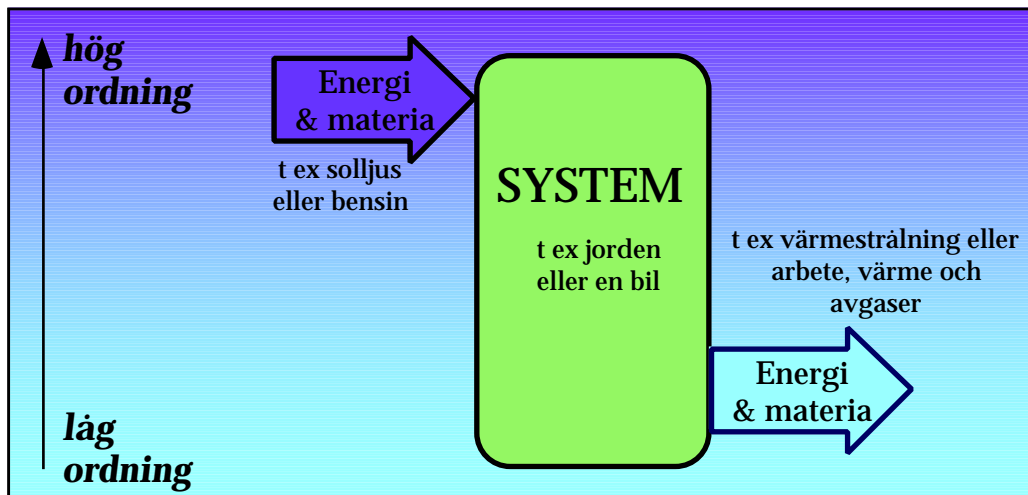 hög
ordning
Energi
& materia
t ex solljus
eller bensin
SYSTEM
t ex jorden
eller en bil
t ex värmestrålning eller
arbete, värme och
avgaser
Energi
& materia
låg
ordning